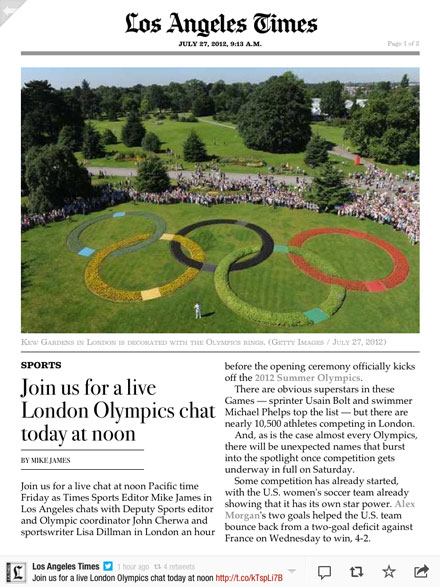 Los Angeles Times
JULY 27, 2012, 9:13 A.M.
Page 1 of 2
Kew Gardens in London is decorated with the Olympics rings. (Getty Images / July 27, 2012)
SPORTS
Join us for a live
London Olympics chat
today at noon
BY MIKE JAMES
Join us for a live chat at noon Pacific time
Friday as Times Sports Editor Mike James in
Los Angeles chats with Deputy Sports editor
and Olympic coordinator John Cherwa and
sportswriter Lisa Dillman in London an hour
before the opening ceremony officially kicks
off the 2012 Summer Olympics.
There are obvious superstars in these
Games — sprinter Usain Bolt and swimmer
Michael Phelps top the list — but there are
nearly 10,500 athletes competing in London.
And, as is the case almost every Olympics,
there will be unexpected names that burst
into the spotlight once competition gets
underway in full on Saturday.
Some competition has already started,
with the U.S. women's soccer team already
showing that it has its own star power. Alex
Morgan's two goals helped the U.S. team
bounce back from a two-goal deficit against
France on Wednesday to win, 4-2.
Los Angeles Times 1 hour ago 4 retweets
Join us for a live London Olympics chat today at noon http://t.co/kTspLi7B